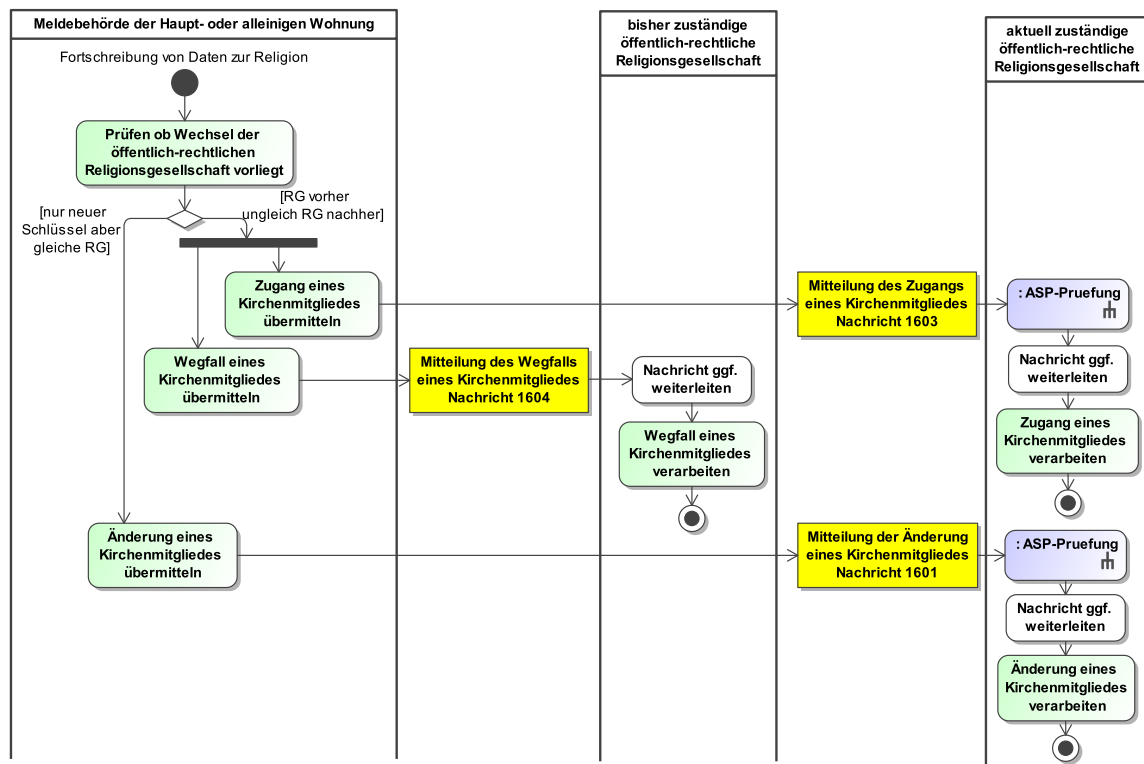 Meldebehörde der Haupt- oder alleinigen Wohnung
bisher zuständige
öffentlich-rechtliche
Religionsgesellschaft
aktuell zuständige
öffentlich-rechtliche
Religionsgesellschaft
Fortschreibung von Daten zur Religion
Prüfen ob Wechsel der
öffentlich-rechtlichen
Religionsgesellschaft vorliegt
[nur neuer
Schlüssel aber
gleiche RG]
[RG vorher
ungleich RG nachher]
Zugang eines
Kirchenmitgliedes
übermitteln
Mitteilung des Zugangs
eines Kirchenmitgliedes
Nachricht 1603
: ASP-Pruefung
Nachricht ggf.
weiterleiten
Zugang eines
Kirchenmitgliedes
verarbeiten
Wegfall eines
Kirchenmitgliedes
übermitteln
Mitteilung des Wegfalls
eines Kirchenmitgliedes
Nachricht 1604
Nachricht ggf.
weiterleiten
Wegfall eines
Kirchenmitgliedes
verarbeiten
Änderung eines
Kirchenmitgliedes
übermitteln
Mitteilung der Änderung
eines Kirchenmitgliedes
Nachricht 1601
: ASP-Pruefung
Nachricht ggf.
weiterleiten
Änderung eines
Kirchenmitgliedes
verarbeiten